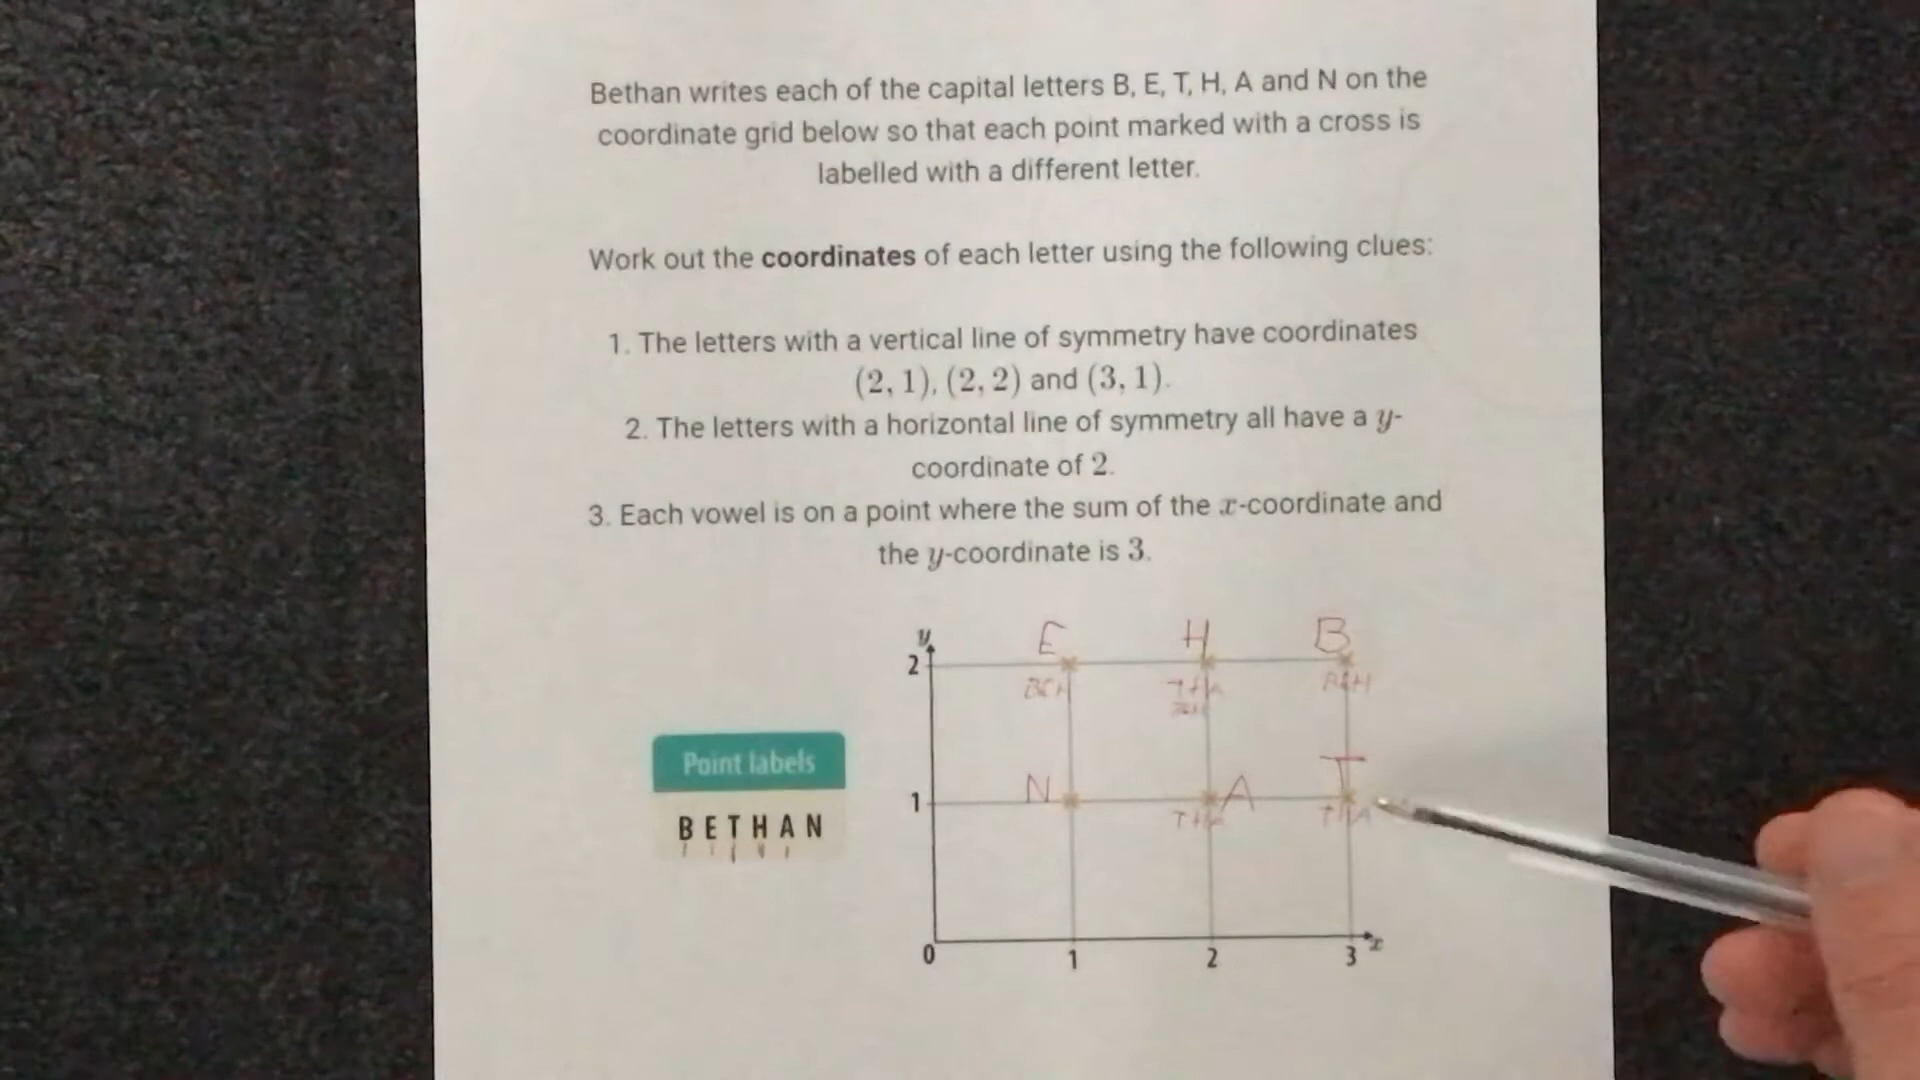 Bethan writes each of the capital letters B, E, T, H, A and N on the
coordinate grid below so that each point marked with a cross is
labelled with a different letter.
Work out the coordinates of each letter using the following clues:
1. The letters with a vertical line of symmetry have coordinates
(2, 1), (2, 2) and (3, 1).
2. The letters with a horizontal line of symmetry all have a y-
coordinate of 2.
3. Each vowel is on a point where the sum of the x-coordinate and
the y-coordinate is 3.
y
E H B
2
THA
Point labels
T
N A
1
THA THA
BETHAN
0 1 2 3 x